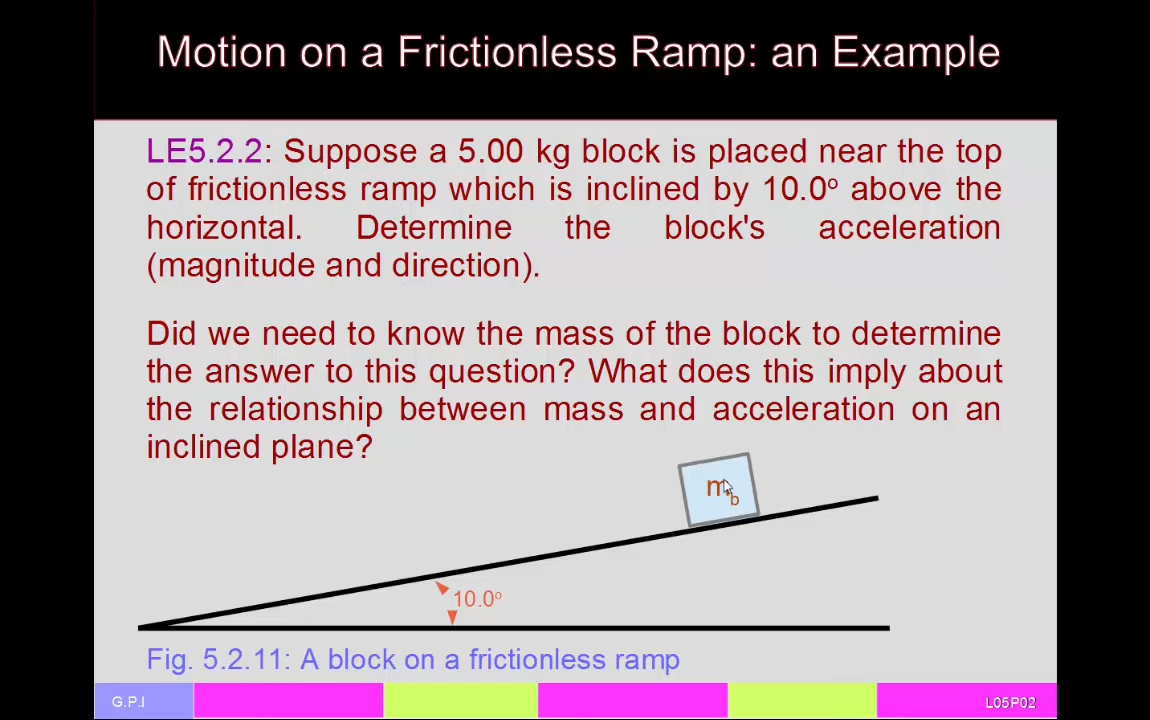 Motion on a Frictionless Ramp: an Example
LE5.2.2: Suppose a 5.00 kg block is placed near the top
of frictionless ramp which is inclined by 10.0º above the
horizontal. Determine the block's acceleration
(magnitude and direction).
Did we need to know the mass of the block to determine
the answer to this question? What does this imply about
the relationship between mass and acceleration on an
inclined plane?
m_b
10.0º
Fig. 5.2.11: A block on a frictionless ramp
G.P.I
L05P02